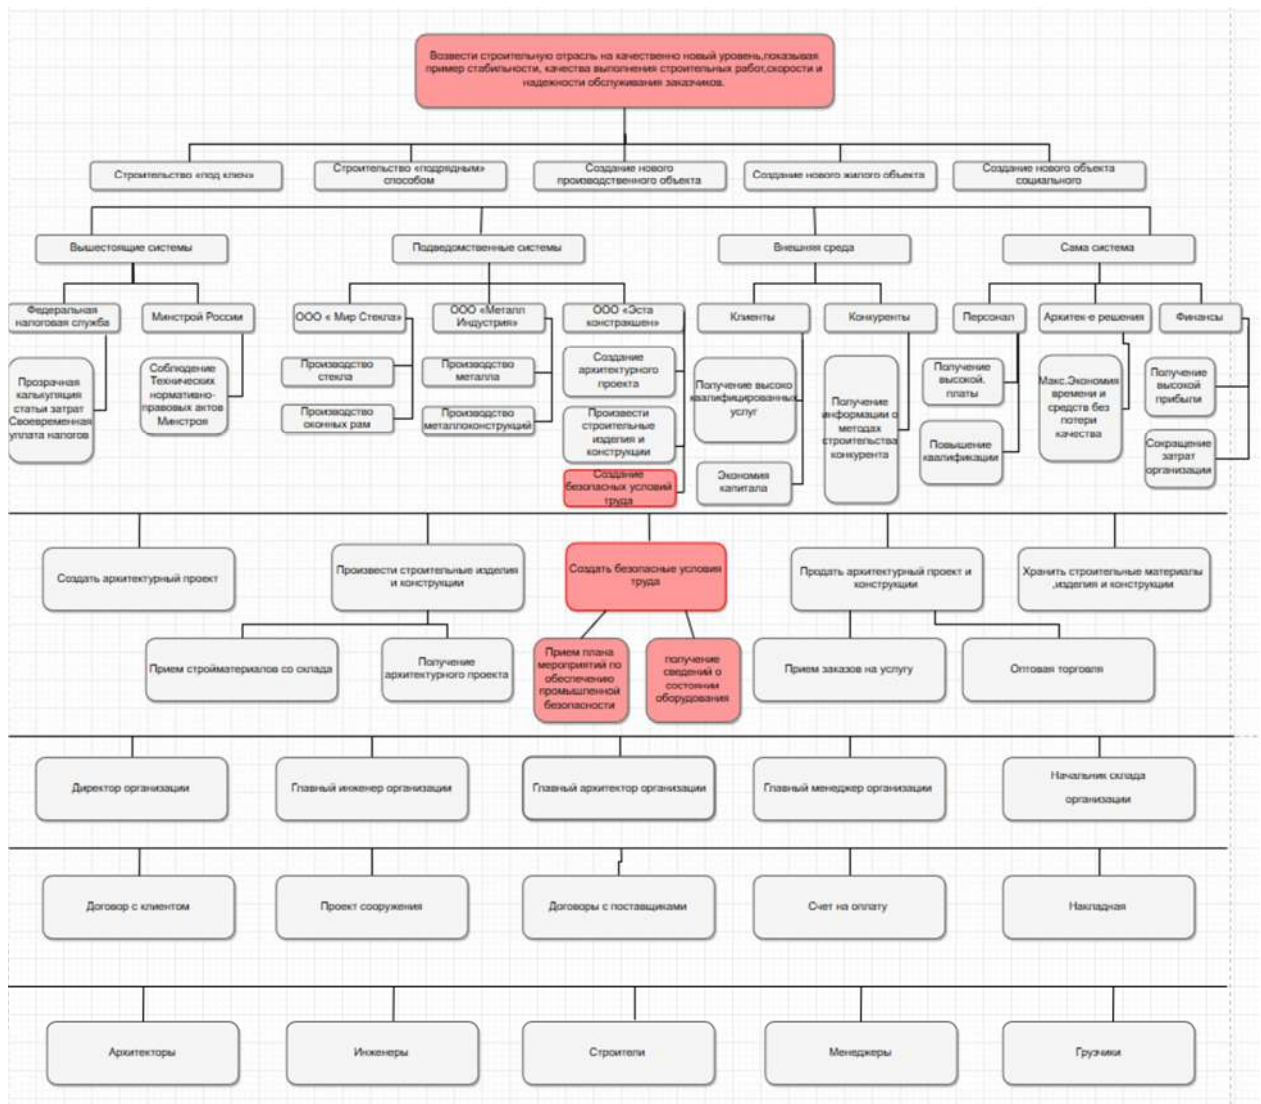 Возвести строительную отрасль на качественно новый уровень,показывая
пример стабильности, качества выполнения строительных работ,скорости и
надежности обслуживания заказчиков.
Строительство «под ключ»
Строительство «подрядным»
способом
Создание нового
производственного объекта
Создание нового жилого объекта
Создание нового объекта
социального
Вышестоящие системы
Подведомственные системы
Внешняя среда
Сама система
Федеральная
налоговая служба
Минстрой России
ООО « Мир Стекла»
ООО «Металл
Индустрия»
ООО «Эста
констракшен»
Клиенты
Конкуренты
Персонал
Архитек-е решения
Финансы
Прозрачная
калькуляция
статьи затрат
Своевременная
уплата налогов
Соблюдение
Технических
нормативно-
правовых актов
Минстроя
Производство
стекла
Производство
оконных рам
Производство
металла
Производство
металлоконструкций
Создание
архитектурного
проекта
Произвести
строительные
изделия и
конструкции
Создание
безопасных условий
труда
Получение высоко
квалифицированных
услуг
Экономия
капитала
Получение
информации о
методах
строительства
конкурента
Получение
высокой.
платы
Повышение
квалификации
Макс.Экономия
времени и
средств без
потери
качества
Получение
высокой
прибыли
Сокращение
затрат
организации
Создать архитектурный проект
Произвести строительные изделия
и конструкции
Создать безопасные условия
труда
Продать архитектурный проект и
конструкции
Хранить строительные материалы
,изделия и конструкции
Прием стройматериалов со склада
Получение
архитектурного проекта
Прием плана
мероприятий по
обеспечению
промышленной
безопасности
получение
сведений о
состоянии
оборудования
Прием заказов на услугу
Оптовая торговля
Директор организации
Главный инженер организации
Главный архитектор организации
Главный менеджер организации
Начальник склада
организации
Договор с клиентом
Проект сооружения
Договоры с поставщиками
Счет на оплату
Накладная
Архитекторы
Инженеры
Строители
Менеджеры
Грузчики